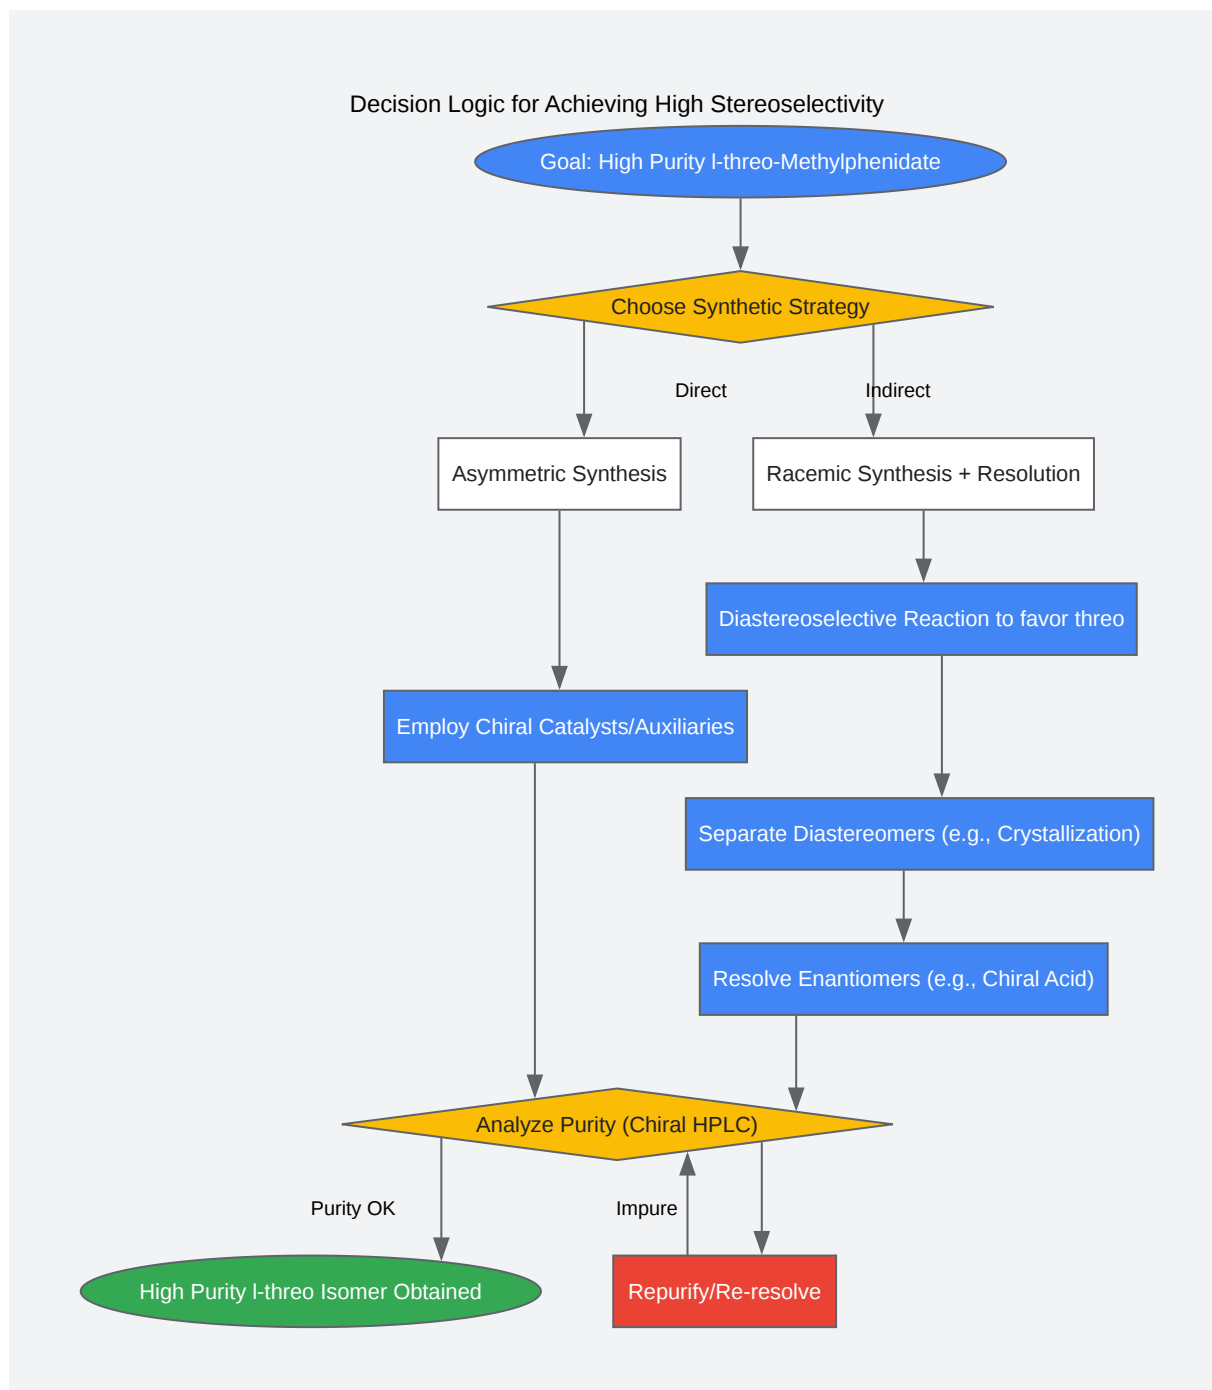 Decision Logic for Achieving High Stereoselectivity
Goal: High Purity l-threo-Methylphenidate
Choose Synthetic Strategy
Direct
Indirect
Asymmetric Synthesis
Racemic Synthesis + Resolution
Diastereoselective Reaction to favor threo
Employ Chiral Catalysts/Auxiliaries
Separate Diastereomers (e.g., Crystallization)
Resolve Enantiomers (e.g., Chiral Acid)
Analyze Purity (Chiral HPLC)
Purity OK
Impure
High Purity l-threo Isomer Obtained
Repurify/Re-resolve